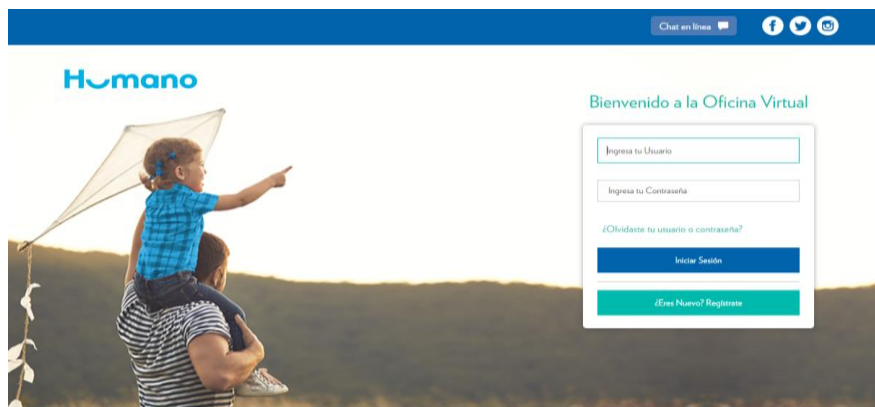 Chat en línea
Humano
Bienvenido a la Oficina Virtual
Ingresa tu Usuario
Ingresa tu Contraseña
¿Olvidaste tu usuario o contraseña?
Iniciar Sesión
¿Eres Nuevo? Regístrate